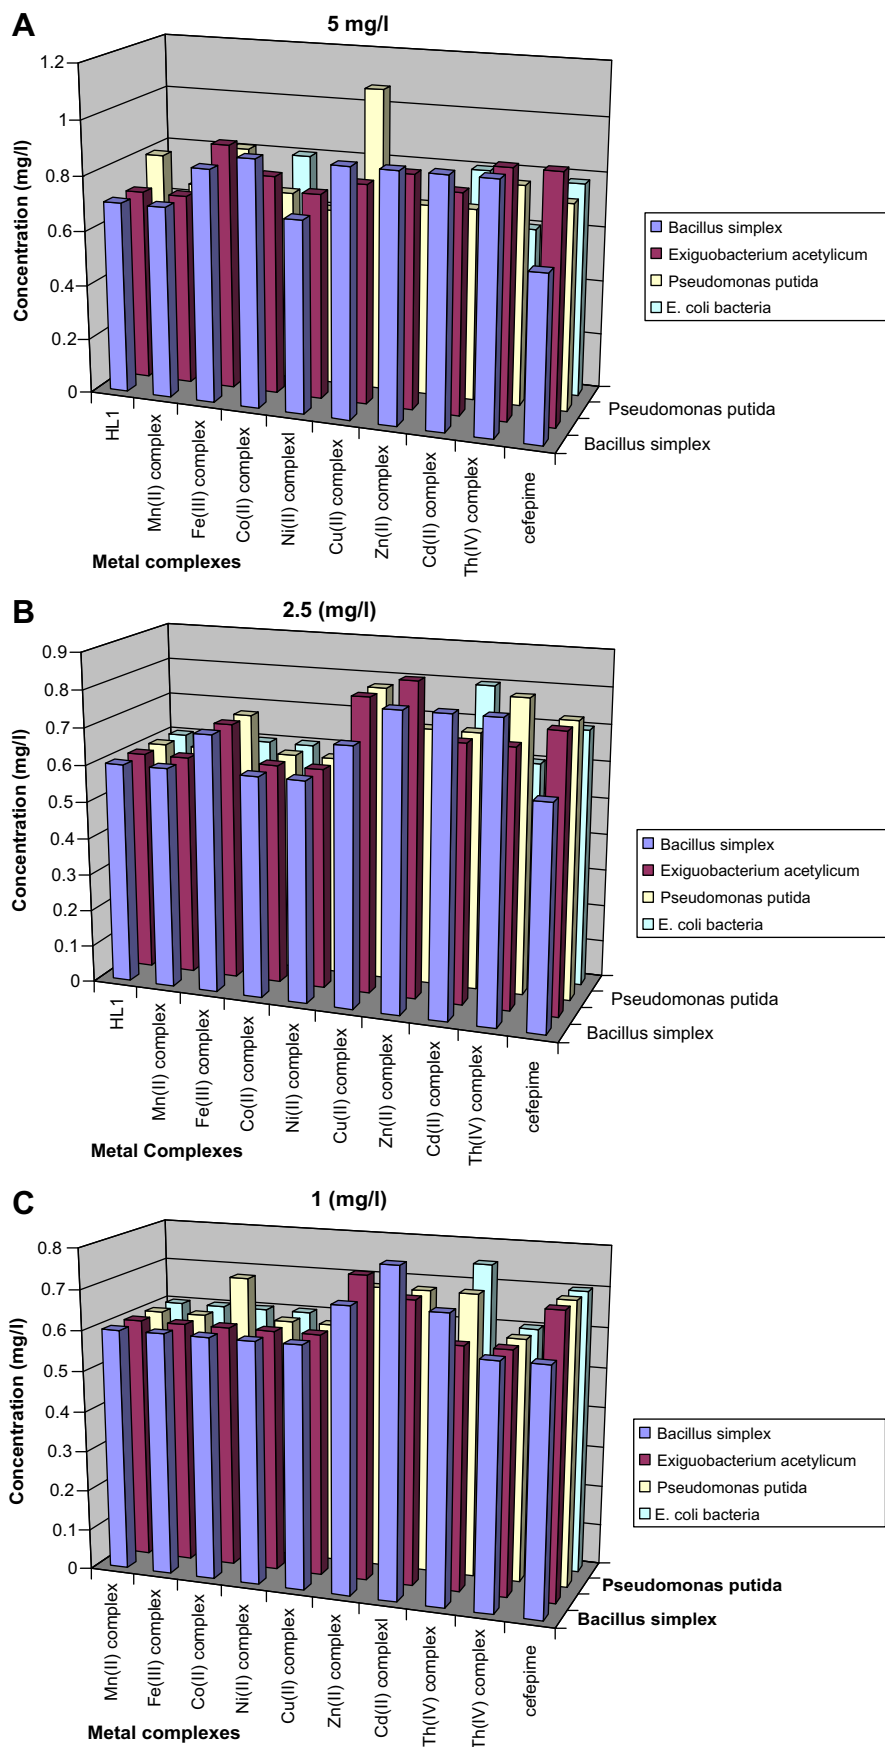 A
5 mg/l
1.2
1
0.8
0.6
0.4
0.2
0
Concentration (mg/l)
HL1
Mn(II) complex
Fe(III) complex
Co(II) complex
Ni(II) complexl
Cu(II) complex
Zn(II) complex
Cd(II) complex
Th(IV) complex
cefepime
Pseudomonas putida
Bacillus simplex
Metal complexes
Bacillus simplex
Exiguobacterium acetylicum
Pseudomonas putida
E. coli bacteria
B
2.5 (mg/l)
0.9
0.8
0.7
0.6
0.5
0.4
0.3
0.2
0.1
0
Concentration (mg/l)
HL1
Mn(II) complex
Fe(III) complex
Co(II) complex
Ni(II) complex
Cu(II) complex
Zn(II) complex
Cd(II) complex
Th(IV) complex
cefepime
Pseudomonas putida
Bacillus simplex
Metal Complexes
Bacillus simplex
Exiguobacterium acetylicum
Pseudomonas putida
E. coli bacteria
C
1 (mg/l)
0.8
0.7
0.6
0.5
0.4
0.3
0.2
0.1
0
Concentration (mg/l)
Mn(II) complex
Fe(III) complex
Co(II) complex
Ni(II) complex
Cu(II) complex
Zn(II) complex
Cd(II) complexl
Th(IV) complex
Th(IV) complex
cefepime
Pseudomonas putida
Bacillus simplex
Metal complexes
Bacillus simplex
Exiguobacterium acetylicum
Pseudomonas putida
E. coli bacteria